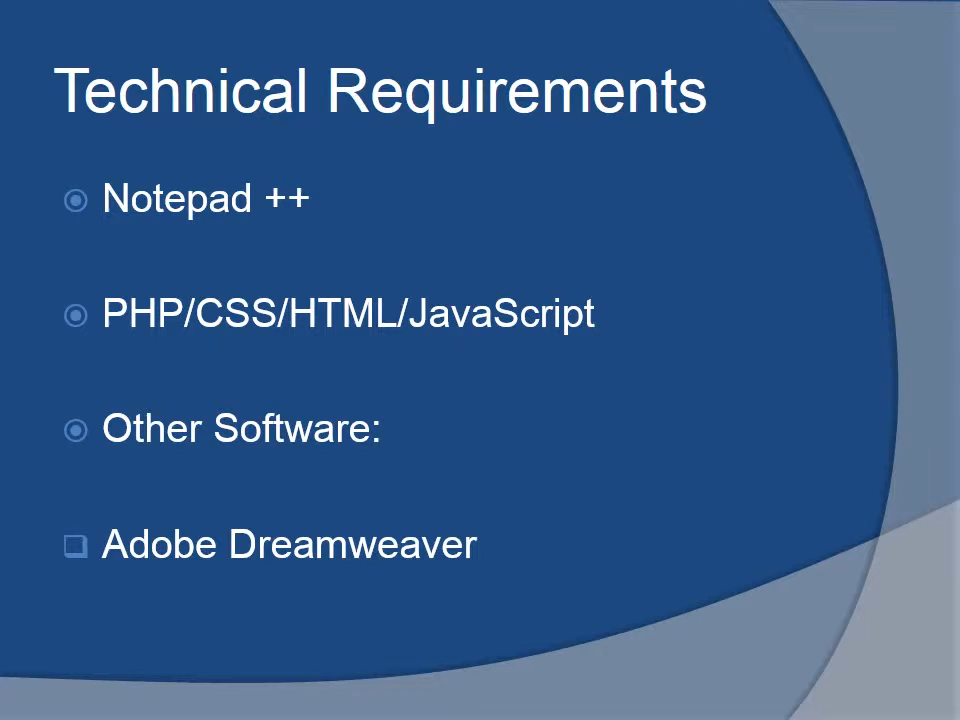 Technical Requirements
Notepad ++
PHP/CSS/HTML/JavaScript
Other Software:
Adobe Dreamweaver